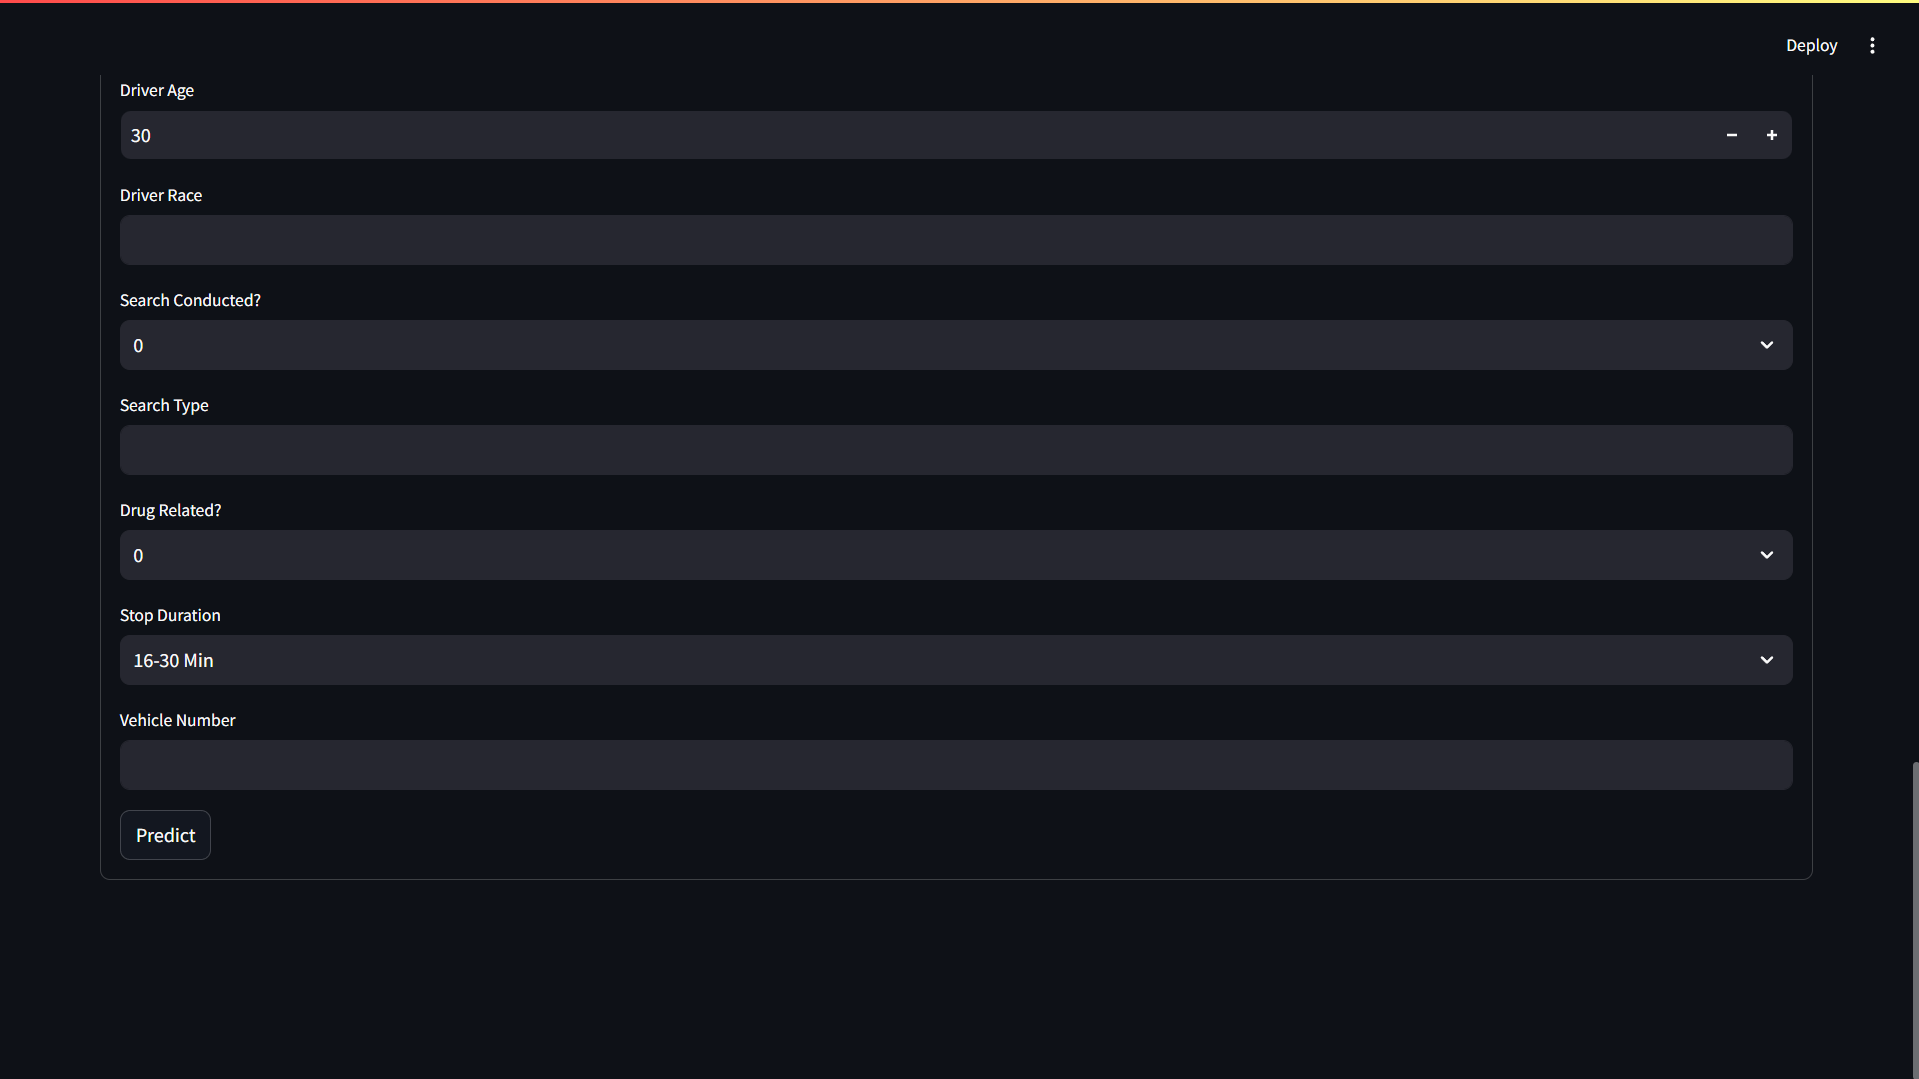 Deploy
Driver Age
30
Driver Race
Search Conducted?
0
Search Type
Drug Related?
0
Stop Duration
16-30 Min
Vehicle Number
Predict